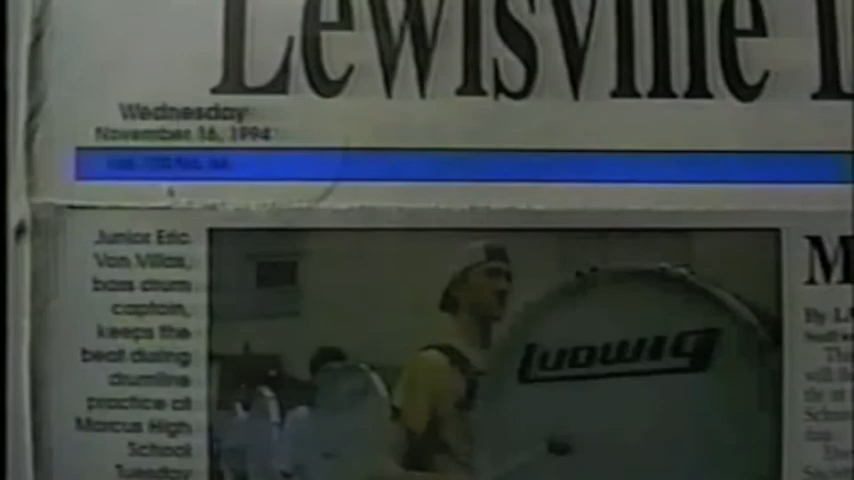 Lewisville
Wednesday
November 16, 1994
Junior Eric
Van Villas,
bass drum
captain,
keeps the
beat during
drumline
practice at
Marcus High
School
Tuesday
LUDWIG
M
By